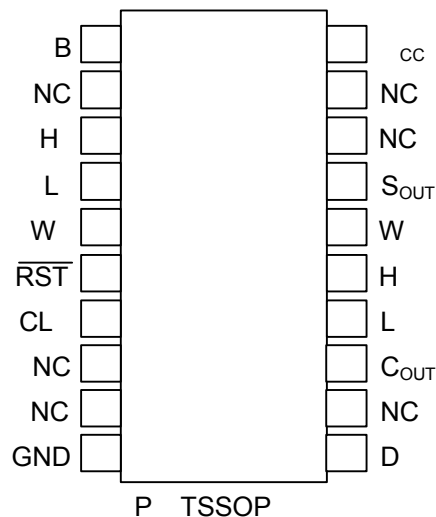 B CC
NC NC
H NC
L SOUT
W W
RST H
CL L
NC COUT
NC NC
GND D
P TSSOP